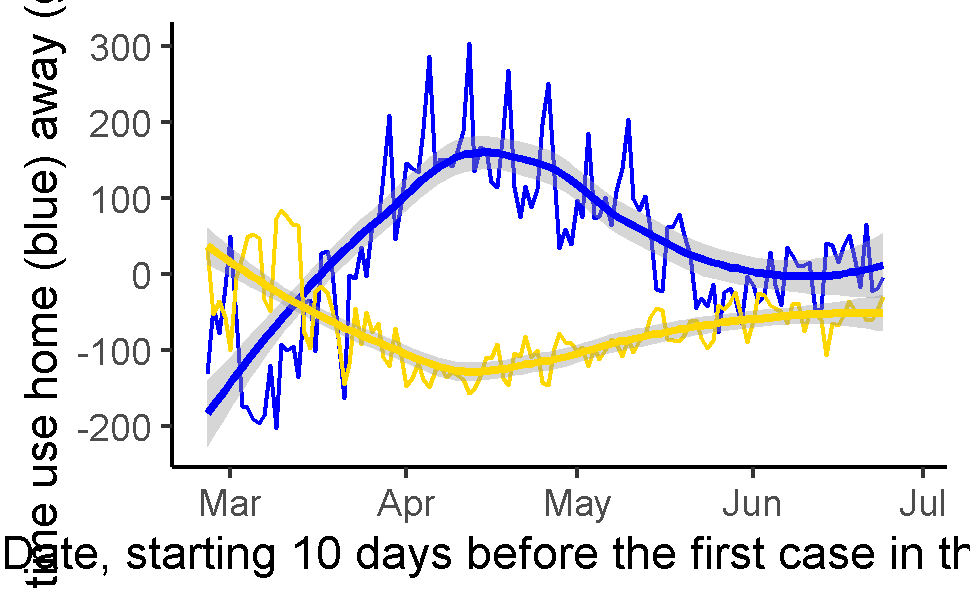 time use home (blue) away (
300
200
100
0
-100
-200
Mar Apr May Jun Jul
Date, starting 10 days before the first case in th